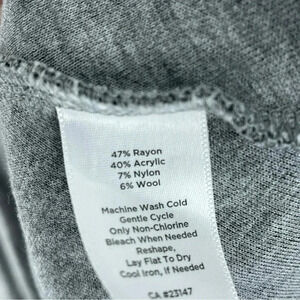 47% Rayon
40% Acrylic
7% Nylon
6% Wool
Machine Wash Cold
Gentle Cycle
Only Non-Chlorine
Bleach When Needed
Reshape,
Lay Flat To Dry
Cool Iron, If Needed
CA #23147